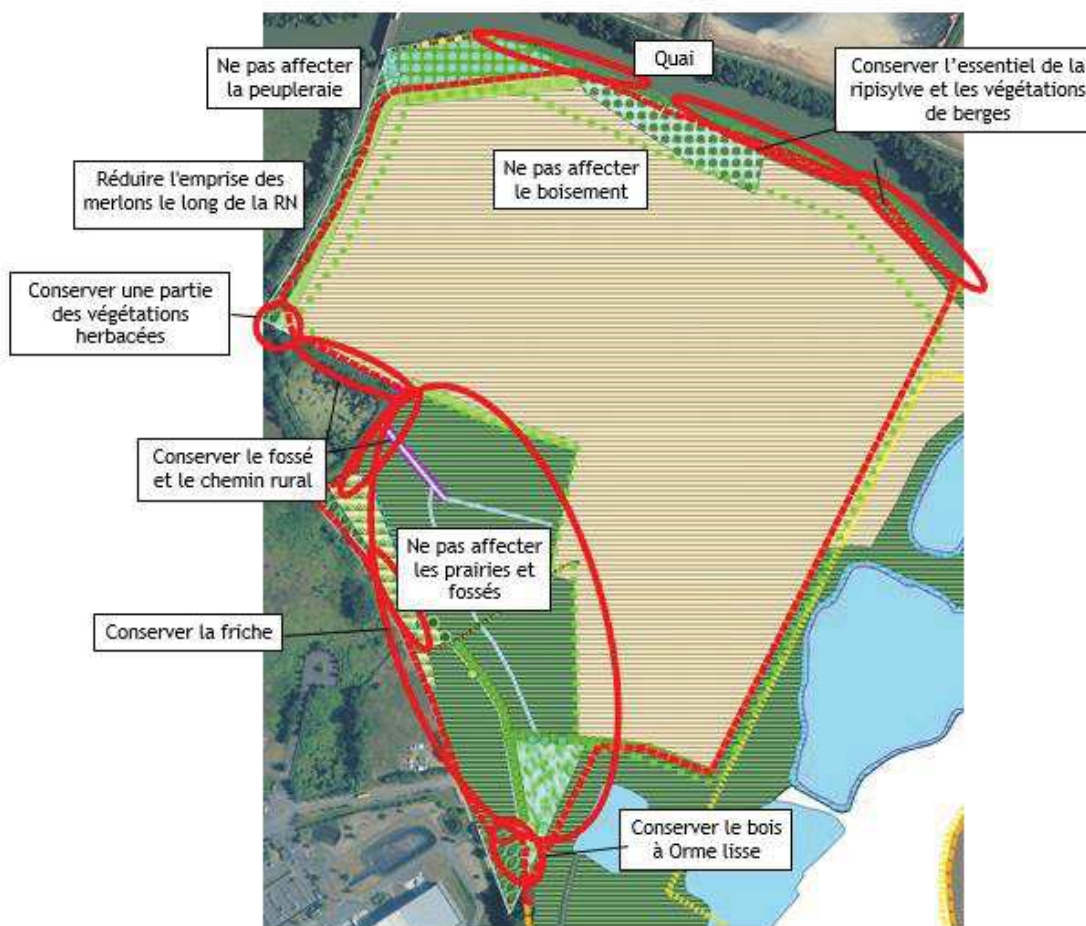 Ne pas affecter
la peupleraie
Quai
Conserver l'essentiel de la
ripisylve et les végétations
de berges
Ne pas affecter
le boisement
Réduire l'emprise des
merlons le long de la RN
Conserver une partie
des végétations
herbacées
Conserver le fossé
et le chemin rural
Ne pas affecter
les prairies et
fossés
Conserver la friche
Conserver le bois
à Orme lisse